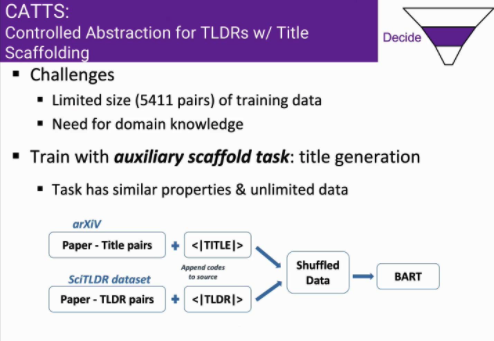 CATTS:
Controlled Abstraction for TLDRs w/ Title
Scaffolding
Decide
▪ Challenges
▪ Limited size (5411 pairs) of training data
▪ Need for domain knowledge
▪ Train with auxiliary scaffold task: title generation
▪ Task has similar properties & unlimited data
arXiV
Paper - Title pairs + <|TITLE|>
SciTLDR dataset
Append codes
to source
Paper - TLDR pairs + <|TLDR|>
Shuffled
Data
BART